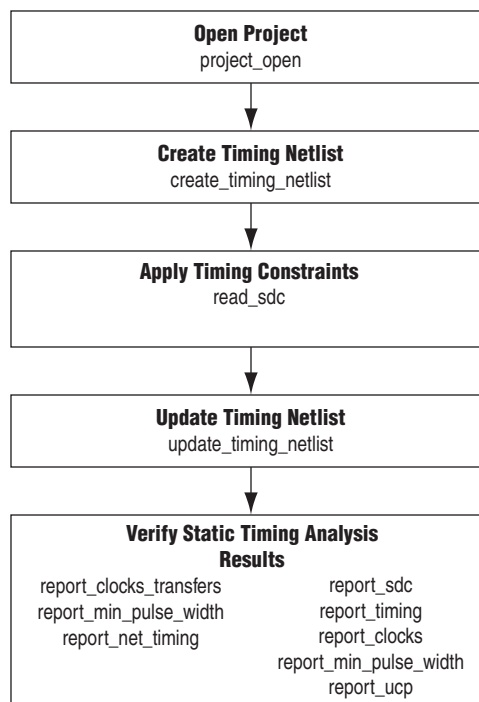 Open Project
project_open
Create Timing Netlist
create_timing_netlist
Apply Timing Constraints
read_sdc
Update Timing Netlist
update_timing_netlist
Verify Static Timing Analysis
Results
report_clocks_transfers
report_min_pulse_width
report_net_timing
report_sdc
report_timing
report_clocks
report_min_pulse_width
report_ucp